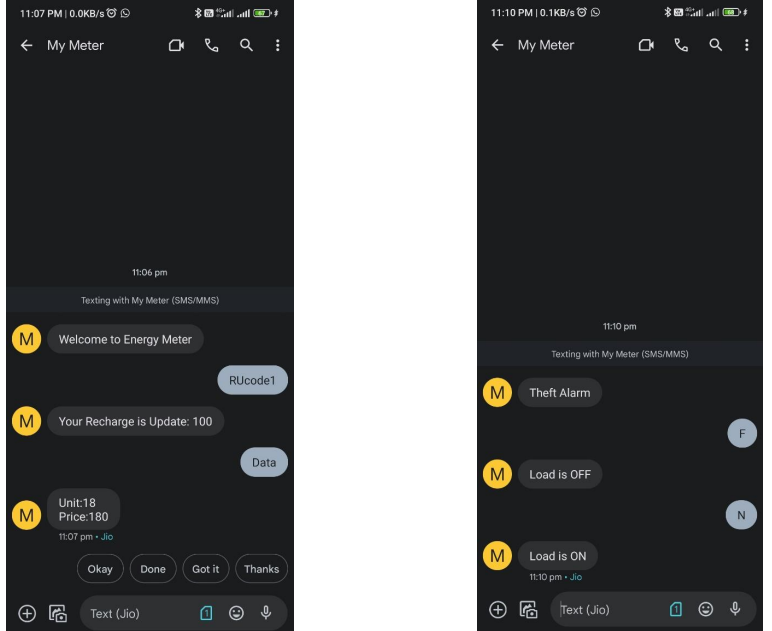 11:07 PM | 0.0KB/s
My Meter
11:06 pm
Texting with My Meter (SMS/MMS)
M
Welcome to Energy Meter
RUcode1
M
Your Recharge is Update: 100
Data
M
Unit:18
Price:180
11:07 pm • Jio
Okay
Done
Got it
Thanks
Text (Jio)
1
11:10 PM | 0.1KB/s
My Meter
11:10 pm
Texting with My Meter (SMS/MMS)
M
Theft Alarm
F
M
Load is OFF
N
M
Load is ON
11:10 pm • Jio
Text (Jio)
1